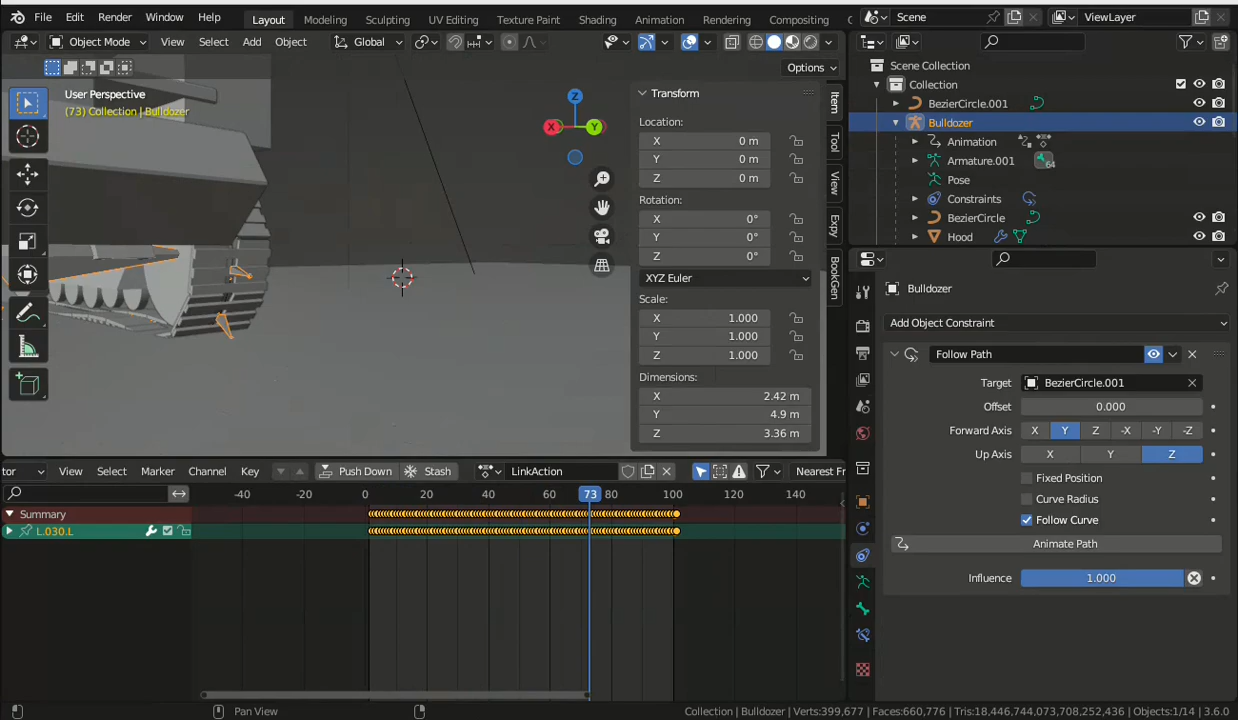 File Edit Render Window Help Layout Modeling Sculpting UV Editing Texture Paint Shading Animation Rendering Compositing Scene ViewLayer
Object Mode View Select Add Object Global
Options
User Perspective
(73) Collection | Bulldozer
Z
X Y
Transform
Location:
X 0 m
Y 0 m
Z 0 m
Rotation:
X 0°
Y 0°
Z 0°
XYZ Euler
Scale:
X 1.000
Y 1.000
Z 1.000
Dimensions:
X 2.42 m
Y 4.9 m
Z 3.36 m
Item
Tool
View
Expy
BookGen
Scene Collection
Collection
BezierCircle.001
Bulldozer
Animation
Armature.001 64
Pose
Constraints
BezierCircle
Hood
Bulldozer
Add Object Constraint
Follow Path
Target BezierCircle.001
Offset 0.000
Forward Axis X Y Z -X -Y -Z
Up Axis X Y Z
Fixed Position
Curve Radius
Follow Curve
Animate Path
Influence 1.000
tor View Select Marker Channel Key Push Down Stash LinkAction Nearest Fr
-40 -20 0 20 40 60 73 80 100 120 140
Summary
L.030.L
Pan View
Collection | Bulldozer Verts:399,677 | Faces:660,776 | Tris:18,446,744,073,708,252,436 | Objects:1/14 | 3.6.0